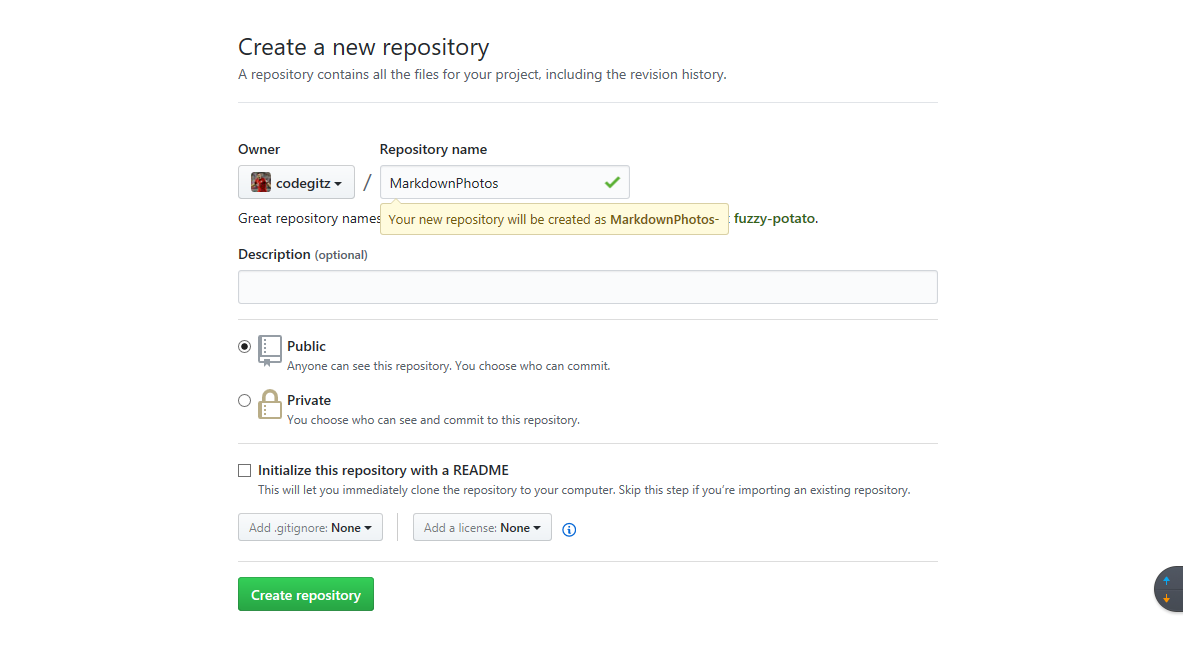 Create a new repository
A repository contains all the files for your project, including the revision history.
Owner Repository name
codegitz / MarkdownPhotos
Great repository names Your new repository will be created as MarkdownPhotos- fuzzy-potato.
Description (optional)
Public
Anyone can see this repository. You choose who can commit.
Private
You choose who can see and commit to this repository.
Initialize this repository with a README
This will let you immediately clone the repository to your computer. Skip this step if you're importing an existing repository.
Add .gitignore: None Add a license: None
Create repository